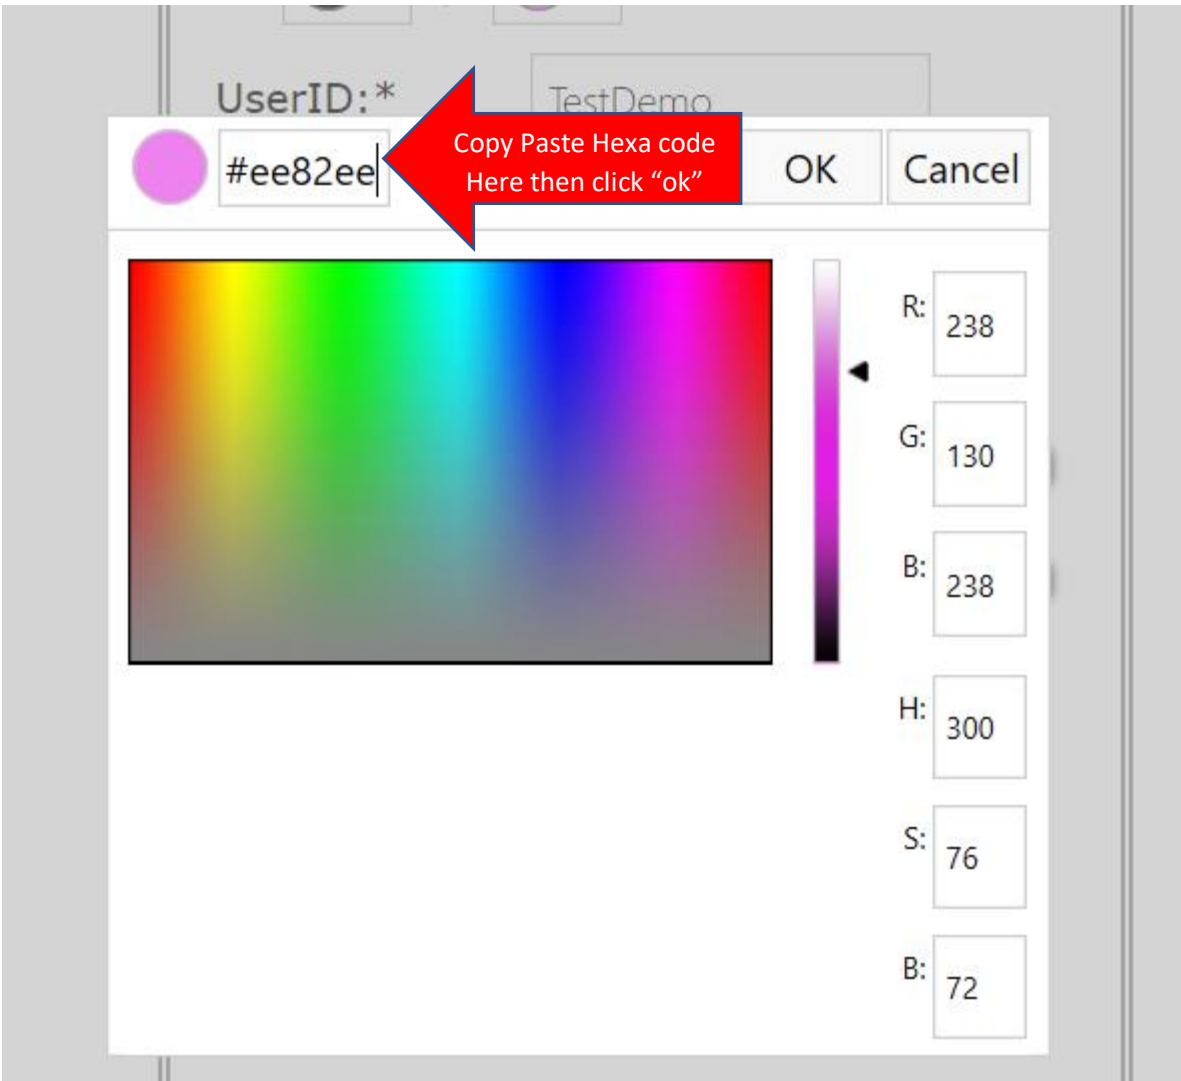 UserID:*
TestDemo
#ee82ee
Copy Paste Hexa code
Here then click “ok”
OK
Cancel
R:
238
G:
130
B:
238
H:
300
S:
76
B:
72